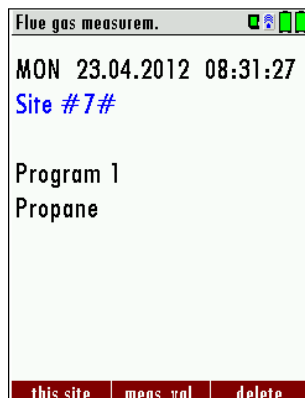 Flue gas measurem.
MON 23.04.2012 08:31:27
Site #7#
Program 1
Propane
this site meas. val delete